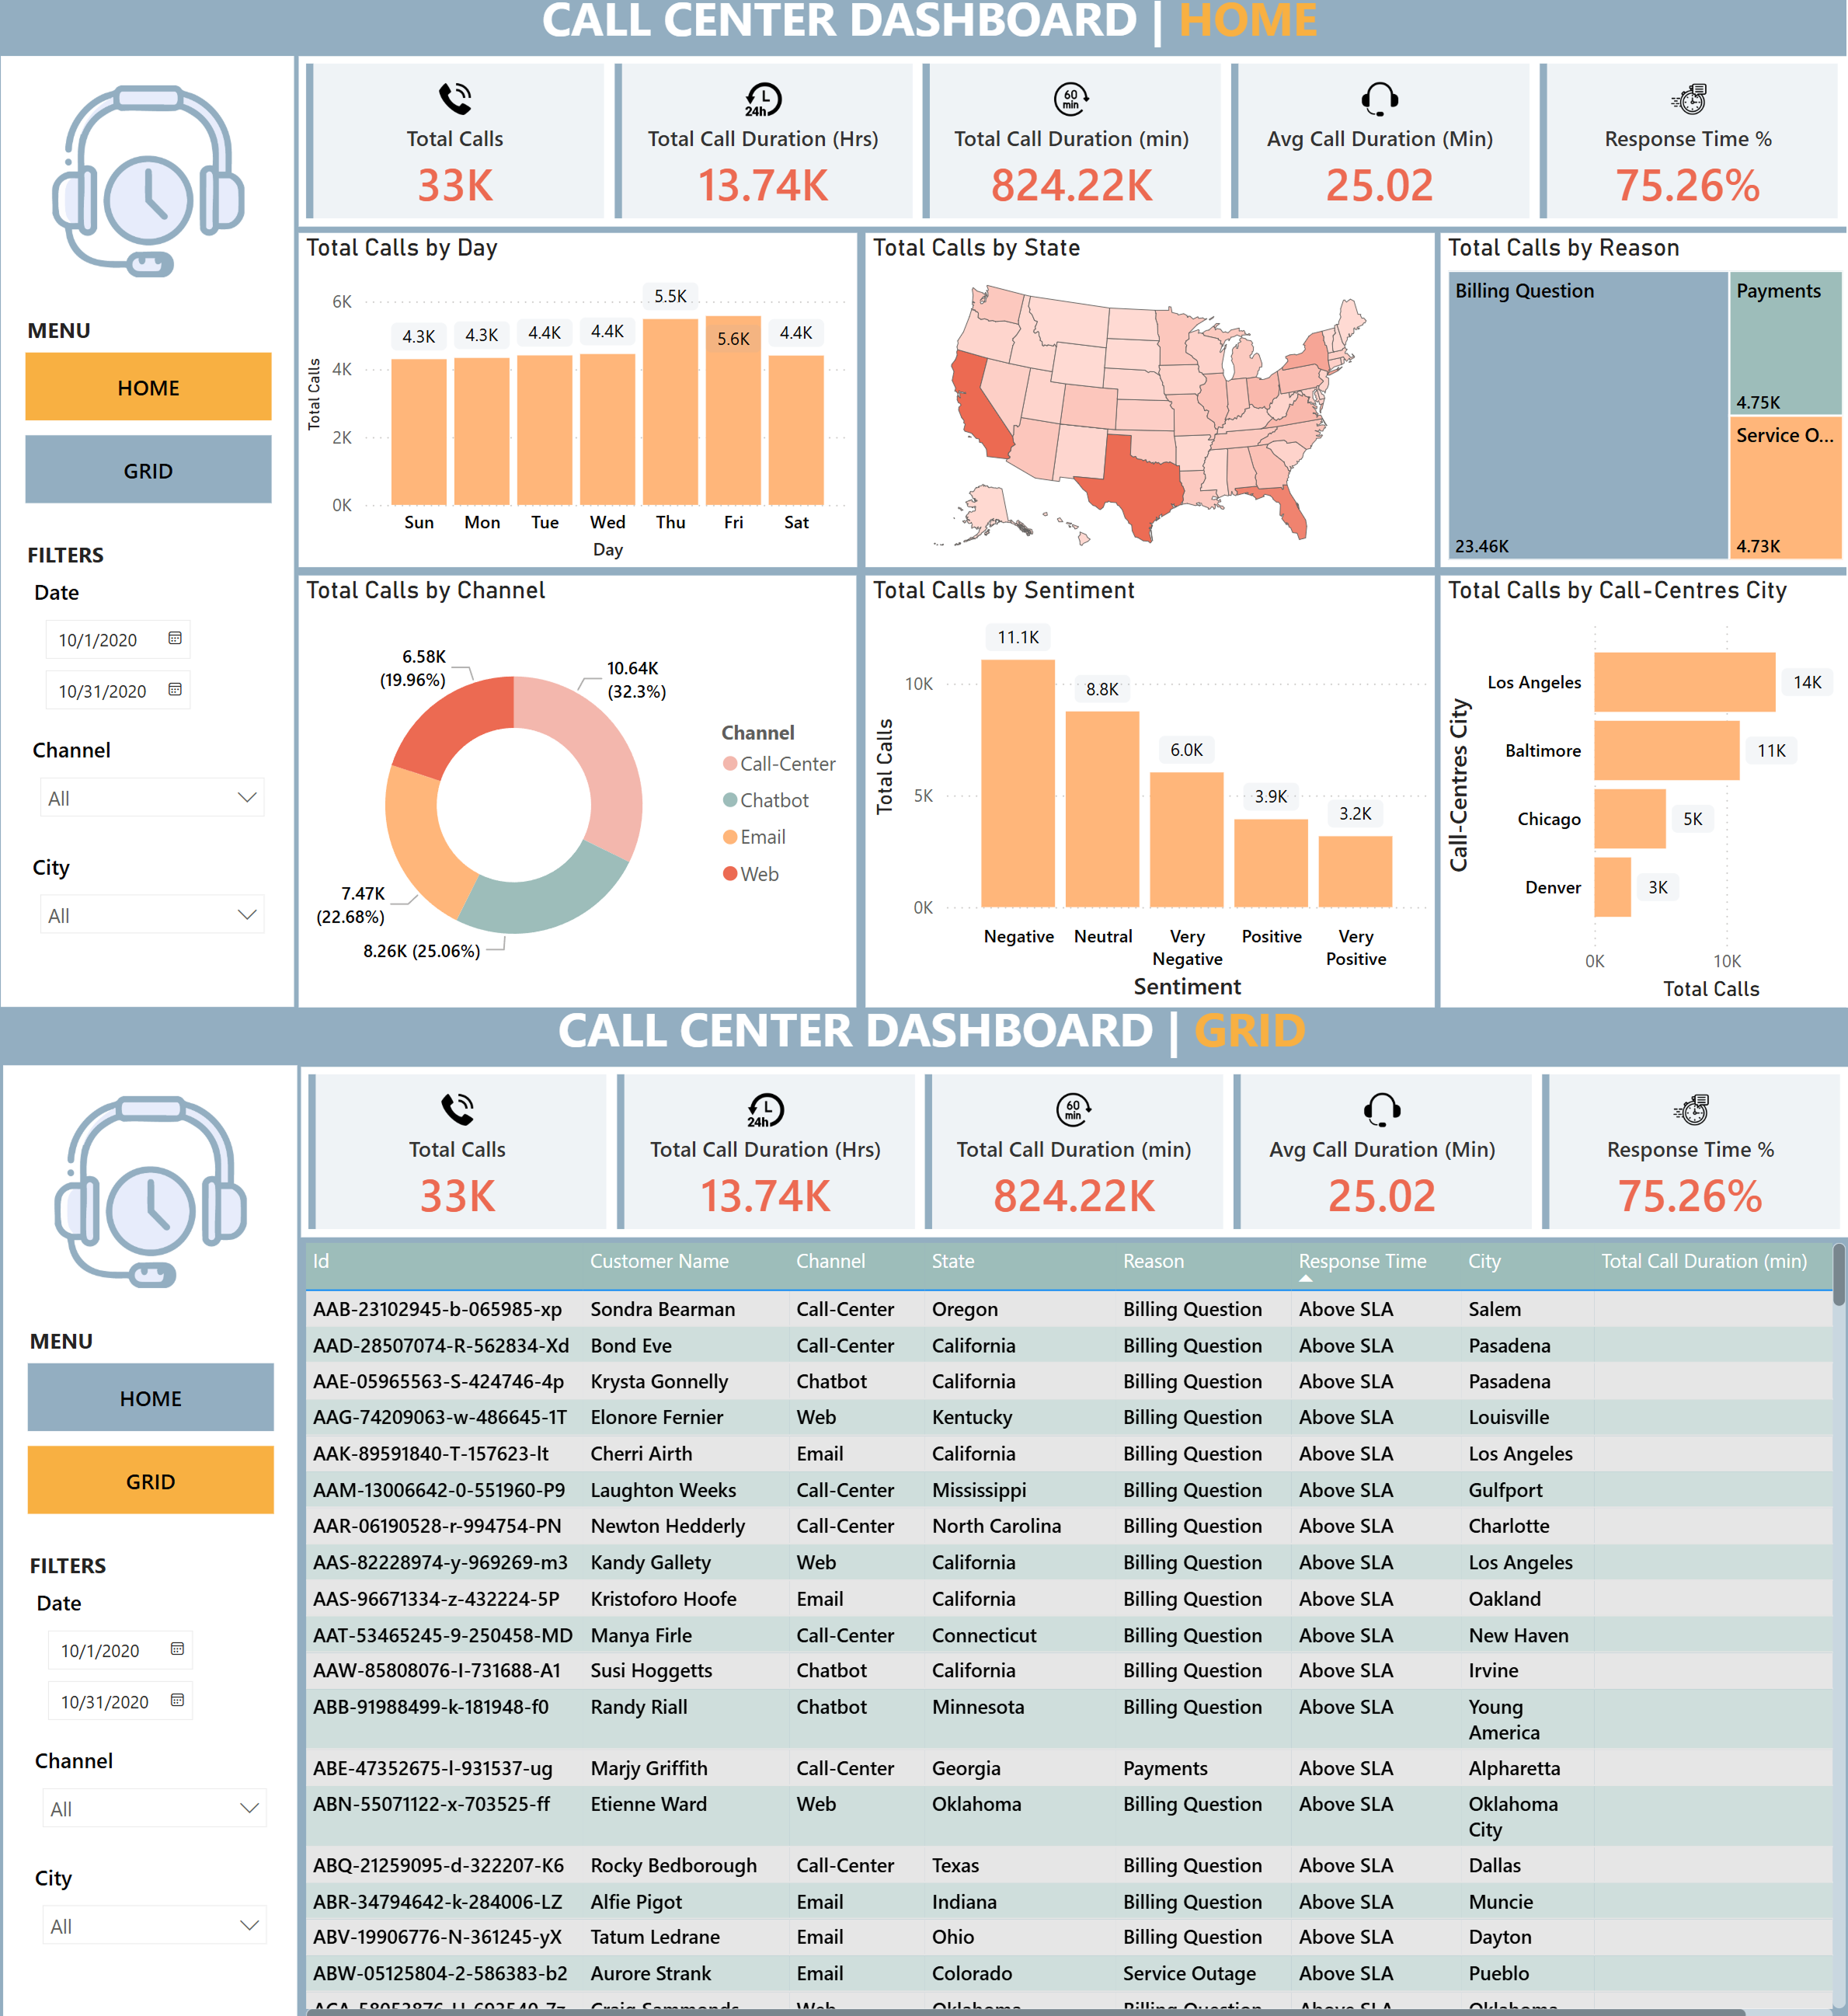 CALL CENTER DASHBOARD | HOME
Total Calls
33K
24h
Total Call Duration (Hrs)
13.74K
60 min
Total Call Duration (min)
824.22K
Avg Call Duration (Min)
25.02
Response Time %
75.26%
MENU
HOME
GRID
FILTERS
Date
10/1/2020
10/31/2020
Channel
All
City
All
Total Calls by Day
Total Calls
6K
4K
2K
0K
4.3K
4.3K
4.4K
4.4K
5.5K
5.6K
4.4K
Sun Mon Tue Wed Thu Fri Sat
Day
Total Calls by State
Total Calls by Reason
Billing Question
23.46K
Payments
4.75K
Service O...
4.73K
Total Calls by Channel
6.58K
(19.96%)
10.64K
(32.3%)
7.47K
(22.68%)
8.26K (25.06%)
Channel
Call-Center
Chatbot
Email
Web
Total Calls by Sentiment
Total Calls
10K
5K
0K
11.1K
8.8K
6.0K
3.9K
3.2K
Negative Neutral Very Negative Positive Very Positive
Sentiment
Total Calls by Call-Centres City
Call-Centres City
Los Angeles 14K
Baltimore 11K
Chicago 5K
Denver 3K
0K 10K
Total Calls
CALL CENTER DASHBOARD | GRID
Total Calls
33K
24h
Total Call Duration (Hrs)
13.74K
60 min
Total Call Duration (min)
824.22K
Avg Call Duration (Min)
25.02
Response Time %
75.26%
MENU
HOME
GRID
FILTERS
Date
10/1/2020
10/31/2020
Channel
All
City
All
Id Customer Name Channel State Reason Response Time City Total Call Duration (min)
AAB-23102945-b-065985-xp Sondra Bearman Call-Center Oregon Billing Question Above SLA Salem
AAD-28507074-R-562834-Xd Bond Eve Call-Center California Billing Question Above SLA Pasadena
AAE-05965563-S-424746-4p Krysta Gonnelly Chatbot California Billing Question Above SLA Pasadena
AAG-74209063-w-486645-1T Elonore Fernier Web Kentucky Billing Question Above SLA Louisville
AAK-89591840-T-157623-lt Cherri Airth Email California Billing Question Above SLA Los Angeles
AAM-13006642-0-551960-P9 Laughton Weeks Call-Center Mississippi Billing Question Above SLA Gulfport
AAR-06190528-r-994754-PN Newton Hedderly Call-Center North Carolina Billing Question Above SLA Charlotte
AAS-82228974-y-969269-m3 Kandy Gallety Web California Billing Question Above SLA Los Angeles
AAS-96671334-z-432224-5P Kristoforo Hoofe Email California Billing Question Above SLA Oakland
AAT-53465245-9-250458-MD Manya Firle Call-Center Connecticut Billing Question Above SLA New Haven
AAW-85808076-I-731688-A1 Susi Hoggetts Chatbot California Billing Question Above SLA Irvine
ABB-91988499-k-181948-f0 Randy Riall Chatbot Minnesota Billing Question Above SLA Young America
ABE-47352675-l-931537-ug Marjy Griffith Call-Center Georgia Payments Above SLA Alpharetta
ABN-55071122-x-703525-ff Etienne Ward Web Oklahoma Billing Question Above SLA Oklahoma City
ABQ-21259095-d-322207-K6 Rocky Bedborough Call-Center Texas Billing Question Above SLA Dallas
ABR-34794642-k-284006-LZ Alfie Pigot Email Indiana Billing Question Above SLA Muncie
ABV-19906776-N-361245-yX Tatum Ledrane Email Ohio Billing Question Above SLA Dayton
ABW-05125804-2-586383-b2 Aurore Strank Email Colorado Service Outage Above SLA Pueblo